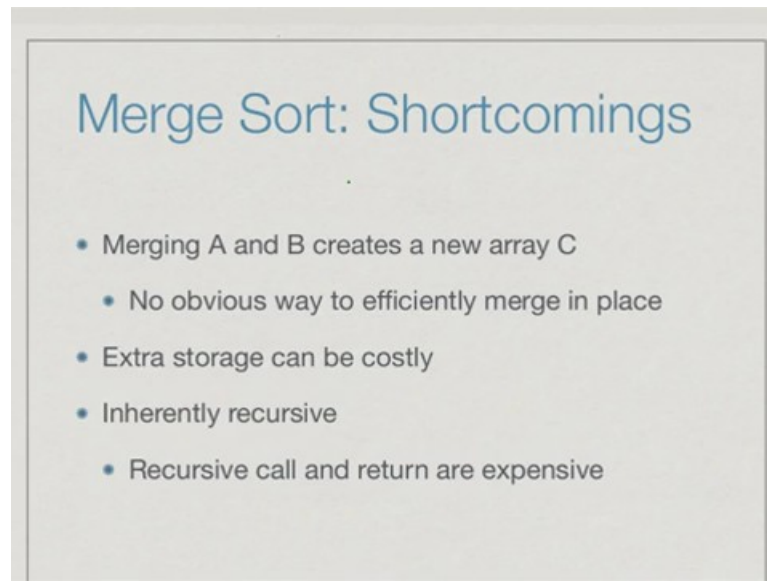 Merge Sort: Shortcomings
• Merging A and B creates a new array C
• No obvious way to efficiently merge in place
• Extra storage can be costly
• Inherently recursive
• Recursive call and return are expensive